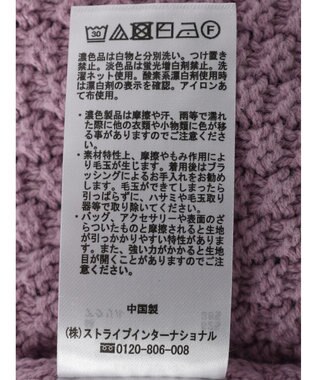 30
F
濃色品は白物と分別洗い。つけ置き
禁止。淡色品は蛍光増白剤禁止。洗
濯ネット使用。酸素系漂白剤使用時
は漂白剤の表示を確認。アイロンあ
て布使用。
・濃色製品は摩擦や汗、雨等で濡れ
た際に他の衣類や小物類に色が移
る事がありますのでご注意くださ
い。
・素材特性上、摩擦やもみ作用によ
り毛玉が生じます。着用後はブラ
ッシングによるお手入れをお勧め
します。毛玉ができてしまったら
引っぱらずに、ハサミや毛玉取り
器等で取り除いてください。
・バッグ、アクセサリーや表面のざ
らついたものと摩擦されると生地
が引っかかりやすい特性がありま
す。また、強い力がかかると生地
目が開くことがありますのでご注
意ください。
中国製
(株)ストライプインターナショナル
0120-806-008